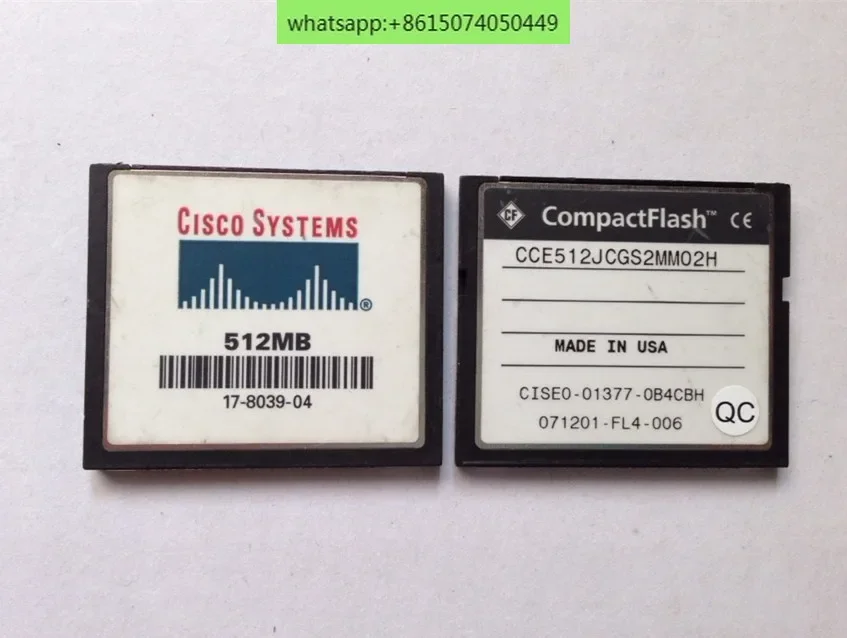 whatsapp:+8615074050449
CISCO SYSTEMS
®
512MB
17-8039-04
CF CompactFlash™ CE
CCE512JCGS2MM02H
MADE IN USA
CISE0-01377-0B4CBH
QC
071201-FL4-006